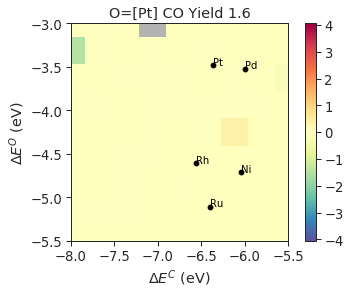 O=[Pt] CO Yield 1.6
−3.0
−3.5
−4.0
−4.5
−5.0
−5.5
ΔE^O (eV)
Pt
Pd
Rh
Ni
Ru
−8.0 −7.5 −7.0 −6.5 −6.0 −5.5
ΔE^C (eV)
4
3
2
1
0
−1
−2
−3
−4